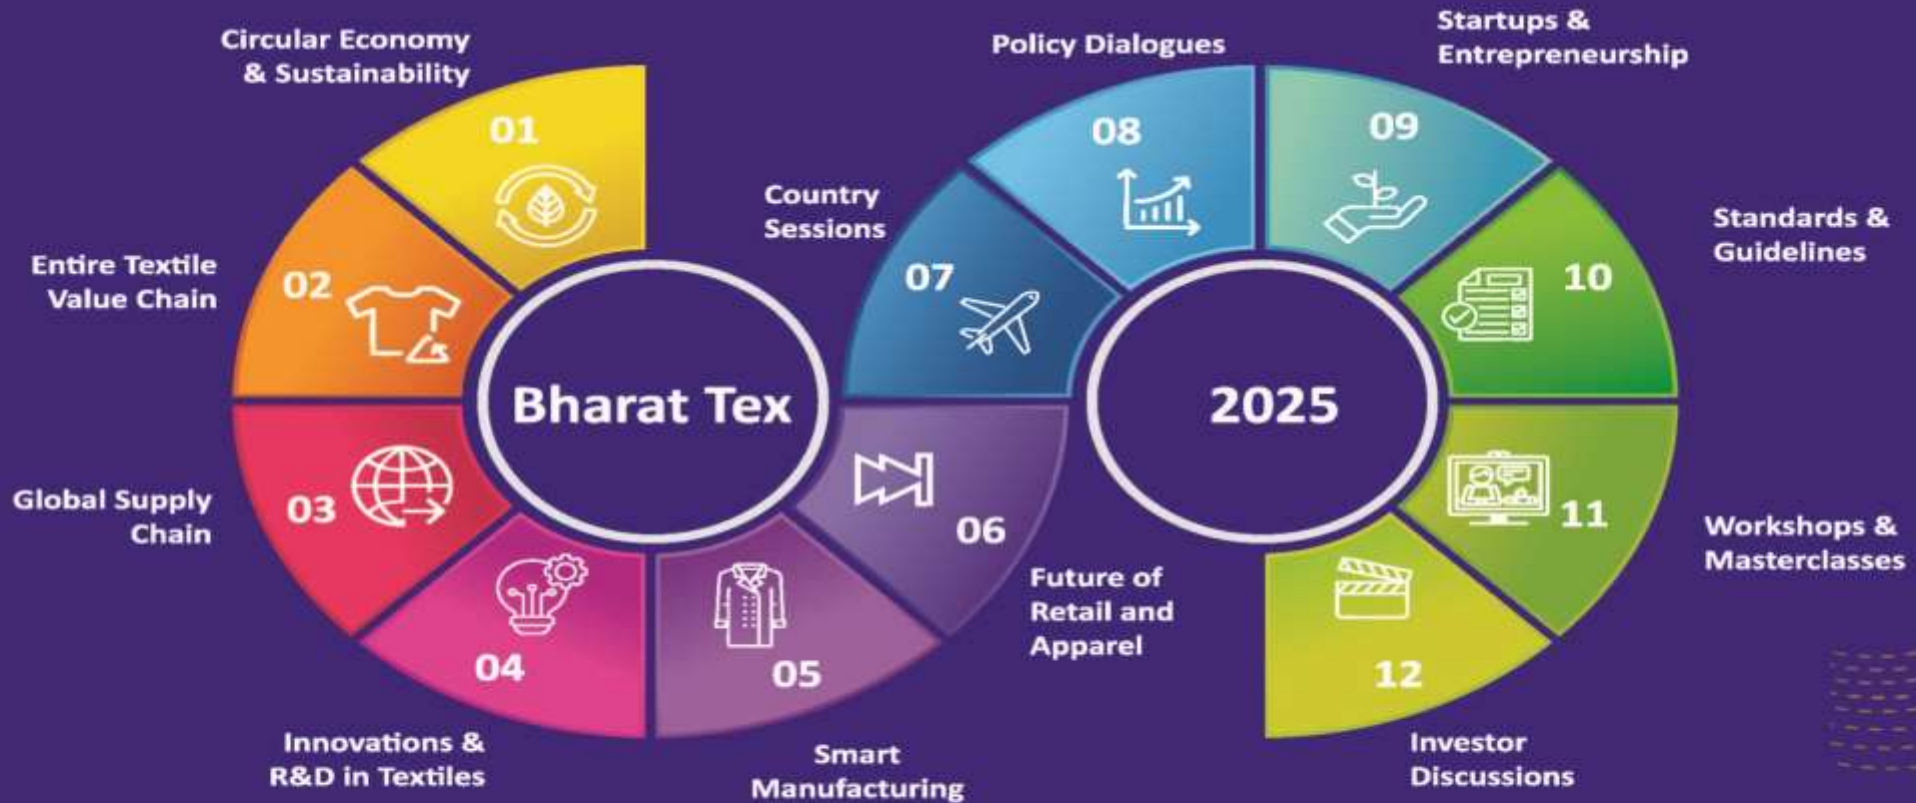 Circular Economy
& Sustainability
01
Entire Textile
Value Chain
02
Global Supply
Chain
03
Innovations &
R&D in Textiles
04
Smart
Manufacturing
05
Future of
Retail and
Apparel
06
Country
Sessions
07
Policy Dialogues
08
Startups &
Entrepreneurship
09
Standards &
Guidelines
10
Workshops &
Masterclasses
11
Investor
Discussions
12
Bharat Tex
2025